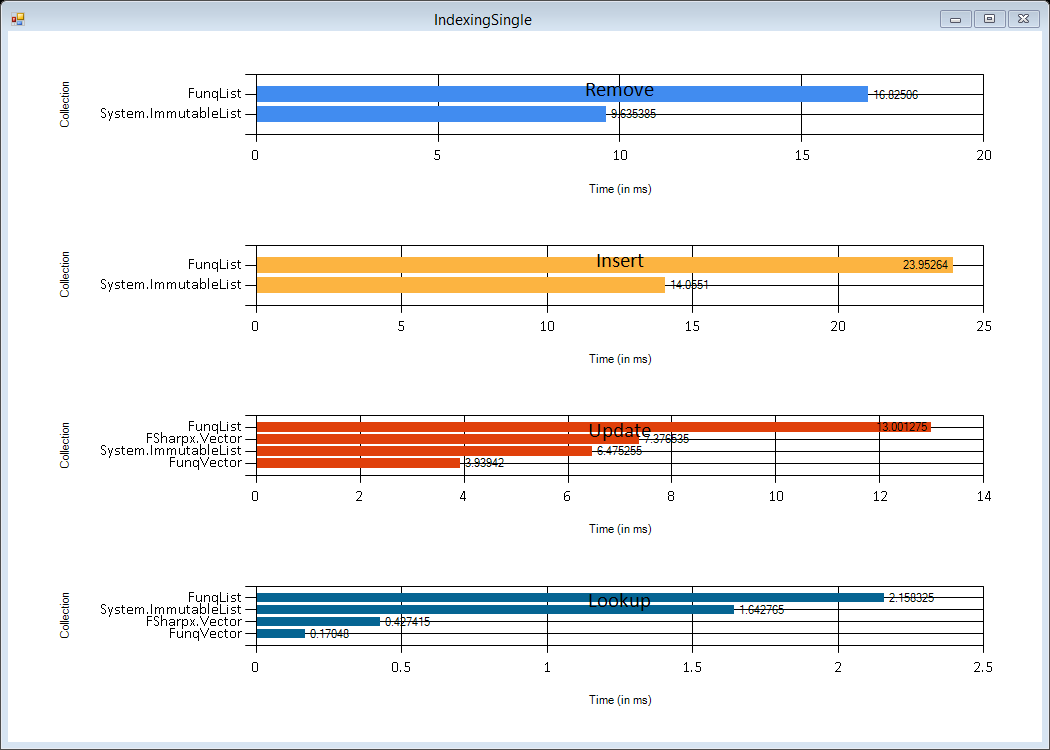 IndexingSingle
Remove
Collection
FunqList 16.82506
System.ImmutableList 9.635385
0 5 10 15 20
Time (in ms)
Insert
Collection
FunqList 23.95264
System.ImmutableList 14.0551
0 5 10 15 20 25
Time (in ms)
Update
Collection
FunqList 13.001275
FSharpx.Vector 7.376535
System.ImmutableList 6.475255
FunqVector 3.93942
0 2 4 6 8 10 12 14
Time (in ms)
Lookup
Collection
FunqList 2.158325
System.ImmutableList 1.642765
FSharpx.Vector 0.427415
FunqVector 0.17048
0 0.5 1 1.5 2 2.5
Time (in ms)